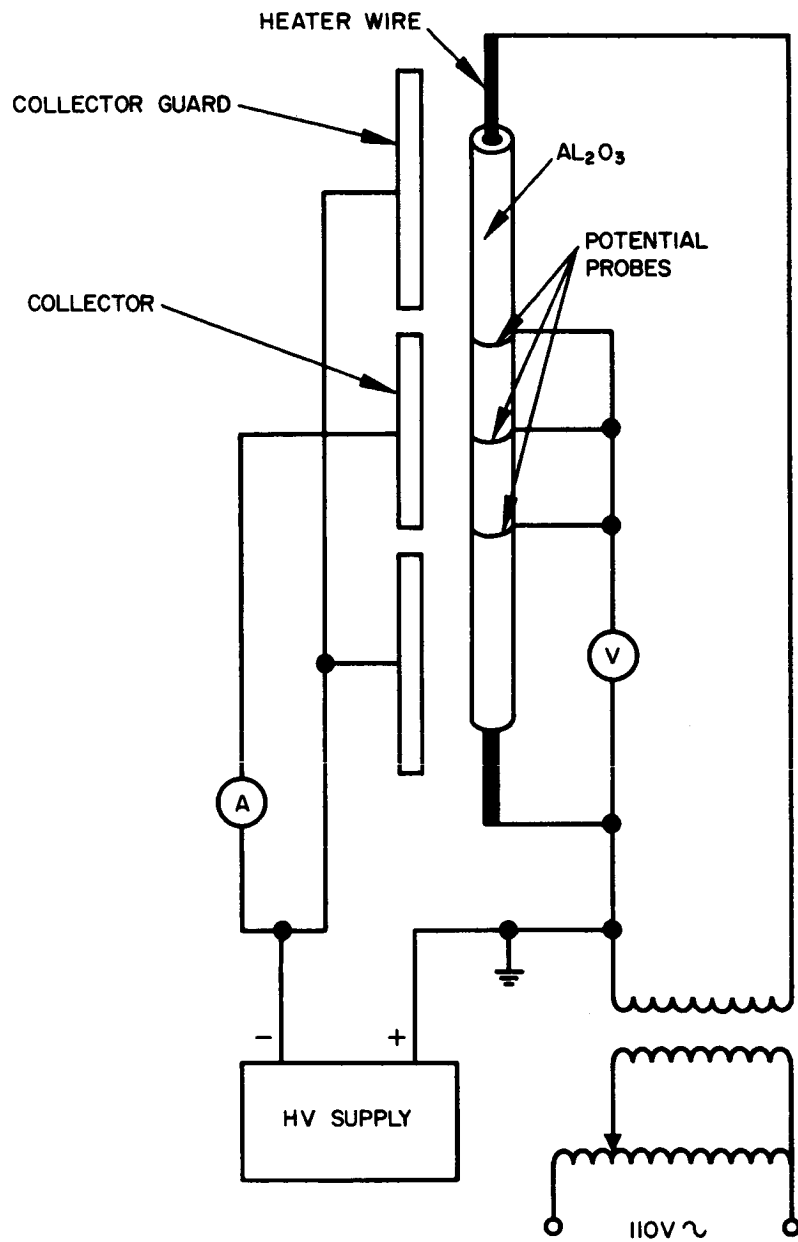 HEATER WIRE
COLLECTOR GUARD
AL₂O₃
POTENTIAL
PROBES
COLLECTOR
V
A
− +
HV SUPPLY
110V ~